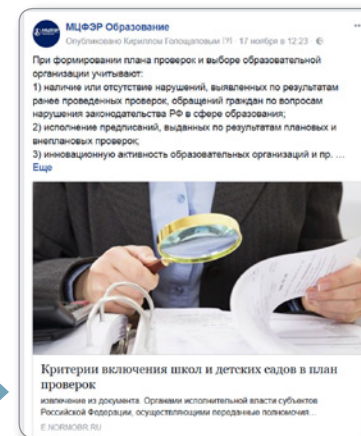 МЦФЭР Образование
Опубликовано Кириллом Голощаповым [?] · 17 ноября в 12:23 ·
При формировании плана проверок и выборе образовательной
организации учитывают:
1) наличие или отсутствие нарушений, выявленных по результатам
ранее проведенных проверок, обращений граждан по вопросам
нарушения законодательства РФ в сфере образования;
2) исполнение предписаний, выданных по результатам плановых и
внеплановых проверок;
3) инновационную активность образовательных организаций и пр. ...
Еще
Критерии включения школ и детских садов в план
проверок
извлечение из документа. Органами исполнительной власти субъектов
Российской Федерации, осуществляющими переданные полномочия...
E.NORMOBR.RU